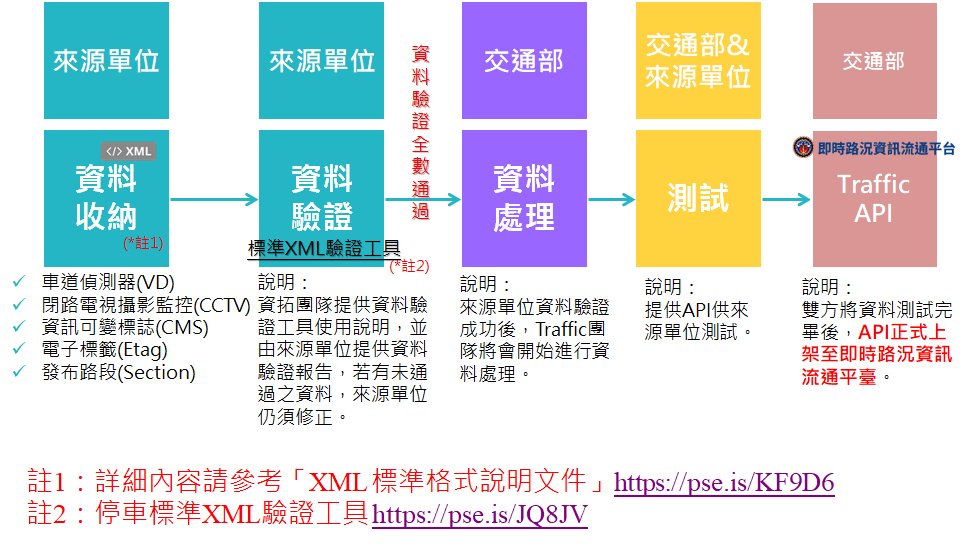 來源單位
來源單位
資料驗證全數通過
交通部
交通部&
來源單位
交通部
</> XML
資料
收納
(*註1)
資料
驗證
標準XML驗證工具
(*註2)
資料
處理
測試
即時路況資訊流通平台
Traffic
API
✓ 車道偵測器(VD)
✓ 閉路電視攝影監控(CCTV)
✓ 資訊可變標誌(CMS)
✓ 電子標籤(Etag)
✓ 發布路段(Section)
說明：
資拓團隊提供資料驗
證工具使用說明，並
由來源單位提供資料
驗證報告，若有未通
過之資料，來源單位
仍須修正。
說明：
來源單位資料驗證
成功後，Traffic團
隊將會開始進行資
料處理。
說明：
提供API供來
源單位測試。
說明：
雙方將資料測試完
畢後，API正式上
架至即時路況資訊
流通平臺。
註1：詳細內容請參考「XML 標準格式說明文件」https://pse.is/KF9D6
註2：停車標準XML驗證工具https://pse.is/JQ8JV